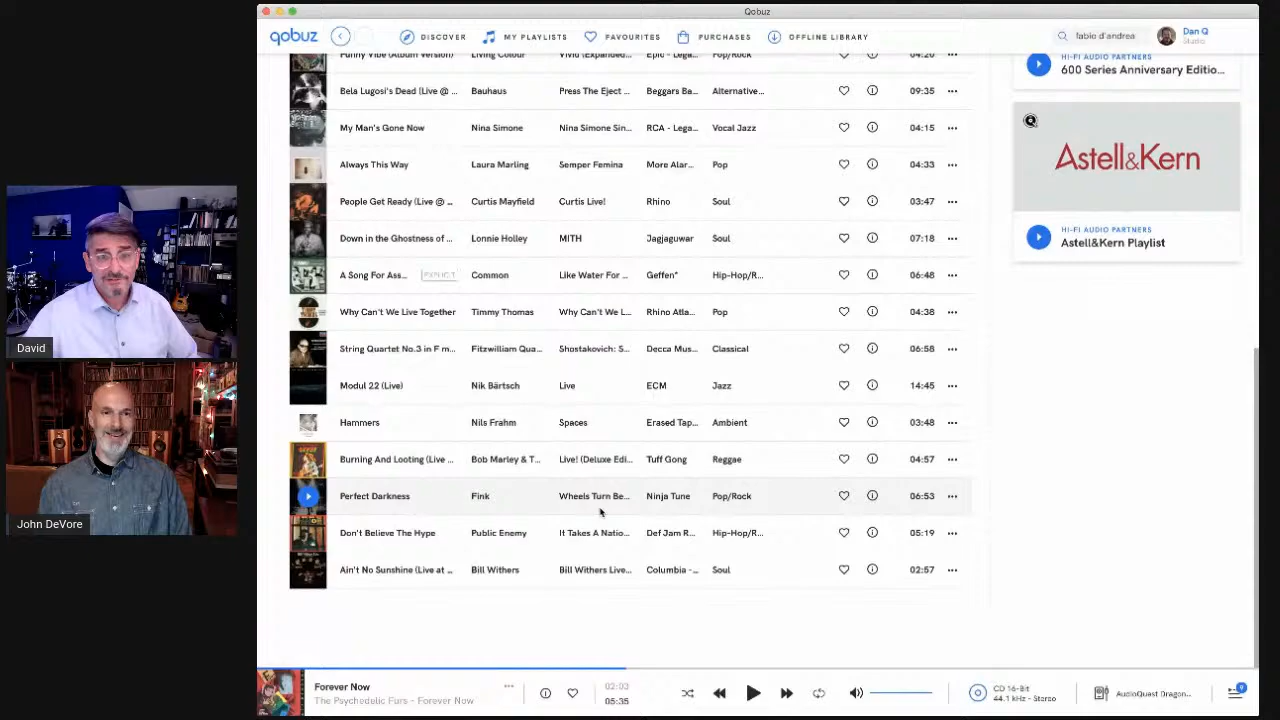 Qobuz
qobuz DISCOVER MY PLAYLISTS FAVOURITES PURCHASES OFFLINE LIBRARY fabio d'andrea Dan Q
Studio
Funny Vibe (Album Version) Living Colour Vivid (Expanded... Epic - Lega... Pop/Rock 04:20
Bela Lugosi's Dead (Live @ ... Bauhaus Press The Eject ... Beggars Ba... Alternative... 09:35 •••
My Man's Gone Now Nina Simone Nina Simone Sin... RCA - Lega... Vocal Jazz 04:15 •••
Always This Way Laura Marling Semper Femina More Alar... Pop 04:33 •••
People Get Ready (Live @ ... Curtis Mayfield Curtis Live! Rhino Soul 03:47 •••
Down in the Ghostness of ... Lonnie Holley MITH Jagjaguwar Soul 07:18 •••
A Song For Ass... EXPLICIT Common Like Water For ... Geffen* Hip-Hop/R... 06:48 •••
Why Can't We Live Together Timmy Thomas Why Can't We L... Rhino Atla... Pop 04:38 •••
String Quartet No.3 in F m... Fitzwilliam Qua... Shostakovich: S... Decca Mus... Classical 06:58 •••
Modul 22 (Live) Nik Bärtsch Live ECM Jazz 14:45 •••
Hammers Nils Frahm Spaces Erased Tap... Ambient 03:48 •••
Burning And Looting (Live ... Bob Marley & T... Live! (Deluxe Edi... Tuff Gong Reggae 04:57 •••
Perfect Darkness Fink Wheels Turn Be... Ninja Tune Pop/Rock 06:53 •••
Don't Believe The Hype Public Enemy It Takes A Natio... Def Jam R... Hip-Hop/R... 05:19 •••
Ain't No Sunshine (Live at ... Bill Withers Bill Withers Live... Columbia - ... Soul 02:57 •••
HI-FI AUDIO PARTNERS
600 Series Anniversary Editio...
Astell&Kern
HI-FI AUDIO PARTNERS
Astell&Kern Playlist
David
John DeVore
Forever Now
The Psychedelic Furs - Forever Now
02:03
05:35
CD 16-Bit
44.1 kHz - Stereo
AudioQuest Dragon...